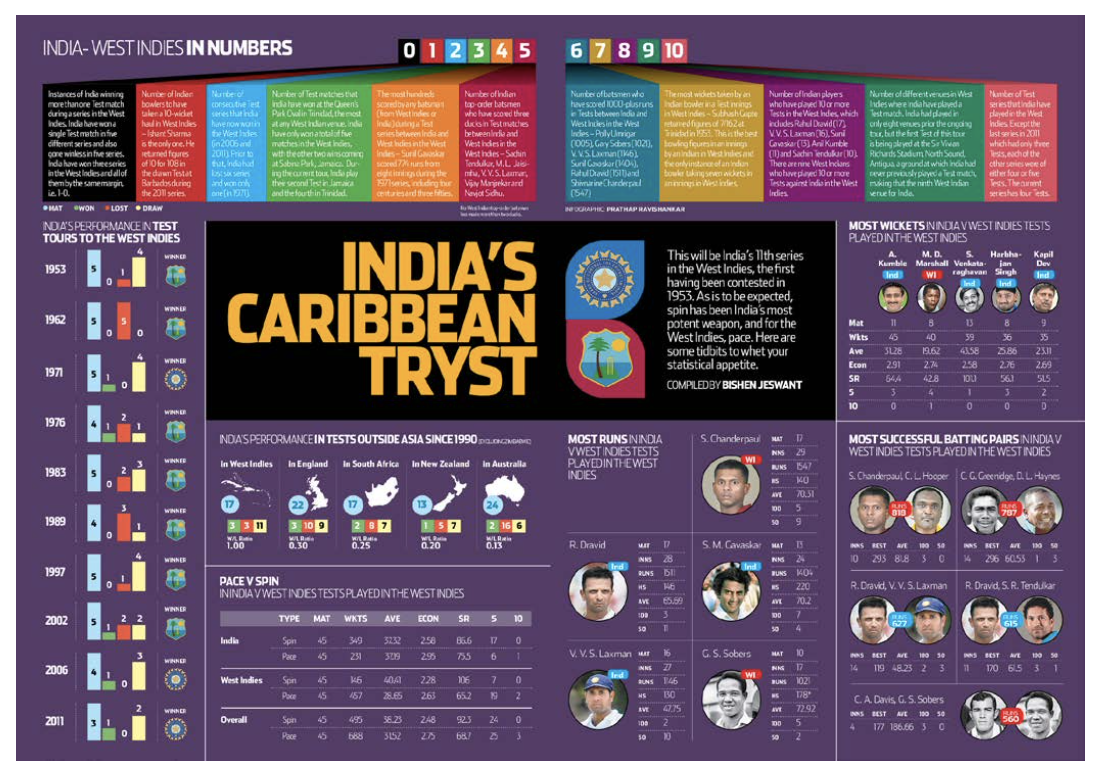 INDIA- WEST INDIES IN NUMBERS
0 1 2 3 4 5
6 7 8 9 10
Instances of India winning
more than one Test match
during a series in the West
Indies. India have won a
single Test match in five
different series and also
gone winless in five series.
India have won three series
in the West Indies and all of
them by the same margin,
i.e. 1-0.
Number of Indian
bowlers to have
taken a 10-wicket
haul in West Indies
– Ishant Sharma
is the only one. He
returned figures
of 10 for 108 in
the drawn Test at
Barbados during
the 2011 series.
Number of
consecutive Test
series that India
have now won in
the West Indies
(in 2006 and
2011). Prior to
that, India had
lost six series
and won only
one (in 1971).
Number of Test matches that
India have won at the Queen's
Park Oval in Trinidad, the most
at any West Indian venue. India
have only won a total of five
matches in the West Indies,
with the other two wins coming
at Sabina Park, Jamaica. Dur-
ing the current tour, India play
their second Test in Jamaica
and the fourth in Trinidad.
The most hundreds
scored by any batsman
(from West Indies or
India) during a Test
series between India and
West Indies in the West
Indies – Sunil Gavaskar
scored 774 runs from
eight innings during the
1971 series, including four
centuries and three fifties.
Number of Indian
top-order batsmen
who have scored three
ducks in Test matches
between India and
West Indies in the
West Indies – Sachin
Tendulkar, M.L. Jaisi-
mha, V.V.S. Laxman,
Vijay Manjrekar and
Navjot Sidhu.
Number of batsmen who
have scored 1000-plus runs
in Tests between India and
West Indies in the West
Indies – Polly Umrigar
(1005), Gary Sobers (1021),
V.V.S. Laxman (1146),
Sunil Gavaskar (1404),
Rahul Dravid (1511) and
Shivnarine Chanderpaul
(1547)
The most wickets taken by an
Indian bowler in a Test innings
in West Indies – Subhash Gupte
returned figures of 7-162 at
Trinidad in 1953. This is the best
bowling figures in an innings
by an Indian in West Indies and
the only instance of an Indian
bowler taking seven wickets in
an innings in West Indies.
Number of Indian players
who have played 10 or more
Tests in the West Indies, which
includes Rahul Dravid (17),
V. V. S. Laxman (16), Sunil
Gavaskar (13), Anil Kumble
(11) and Sachin Tendulkar (10).
There are nine West Indians
who have played 10 or more
Tests against India in the West
Indies.
Number of different venues in West
Indies where India have played a
Test match. India had played in
only eight venues prior the ongoing
tour, but the first Test of this tour
is being played at the Sir Vivian
Richards Stadium, North Sound,
Antigua, a ground at which India had
never previously played a Test match,
making that the ninth West Indian
venue for India.
Number of Test
series that India have
played in the West
Indies. Except the
last series in 2011
which had only three
Tests, each of the
other series were of
either four or five
Tests. The current
series has four Tests.
MAT WON LOST DRAW
INFOGRAPHIC: PRATHAP RAVISHANKAR
INDIA'S PERFORMANCE IN TEST
TOURS TO THE WEST INDIES
1953 5 0 1 4 WINNER
1962 5 0 5 0 WINNER
1971 5 1 0 4 WINNER
1976 4 1 2 1 WINNER
1983 5 0 2 3 WINNER
1989 4 0 3 1 WINNER
1997 5 0 1 4 WINNER
2002 5 1 2 2 WINNER
2006 4 1 0 3 WINNER
2011 3 1 0 2 WINNER
INDIA'S
CARIBBEAN
TRYST
This will be India's 11th series
in the West Indies, the first
having been contested in
1953. As is to be expected,
spin has been India's most
potent weapon, and for the
West Indies, pace. Here are
some tidbits to whet your
statistical appetite.
COMPILED BY BISHEN JESWANT
MOST WICKETS IN INDIA V WEST INDIES TESTS
PLAYED IN THE WEST INDIES
A. Kumble M. D. Marshall S. Venkata-raghavan Harbha-jan Singh Kapil Dev
Ind WI Ind Ind Ind
Mat 11 8 13 8 9
Wkts 45 40 39 36 35
Ave 31.28 19.62 43.58 25.86 23.11
Econ 2.91 2.74 2.58 2.76 2.69
SR 64.4 42.8 101.1 56.1 51.5
5 3 4 1 3 2
10 0 1 0 0 0
INDIA'S PERFORMANCE IN TESTS OUTSIDE ASIA SINCE 1990 (EXCLUDING ZIMBABWE)
In West Indies In England In South Africa In New Zealand In Australia
17 22 17 13 24
3 3 11 3 10 9 2 8 7 1 5 7 2 16 6
W/L Ratio W/L Ratio W/L Ratio W/L Ratio W/L Ratio
1.00 0.30 0.25 0.20 0.13
PACE V SPIN
IN INDIA V WEST INDIES TESTS PLAYED IN THE WEST INDIES
TYPE MAT WKTS AVE ECON SR 5 10
India Spin 45 349 37.32 2.58 86.6 17 0
Pace 45 231 37.19 2.95 75.5 6 1
West Indies Spin 45 146 40.41 2.28 106 7 0
Pace 45 457 28.65 2.63 65.2 19 2
Overall Spin 45 495 38.23 2.48 92.3 24 0
Pace 45 688 31.52 2.75 68.7 25 3
MOST RUNS IN INDIA
V WEST INDIES TESTS
PLAYED IN THE WEST
INDIES
S. Chanderpaul
WI
MAT 17
INNS 29
RUNS 1547
HS 140
AVE 70.31
100 5
50 9
R. Dravid
Ind
MAT 17
INNS 28
RUNS 1511
HS 146
AVE 65.69
100 3
50 11
S. M. Gavaskar
Ind
MAT 13
INNS 24
RUNS 1404
HS 220
AVE 70.2
100 7
50 4
V. V. S. Laxman
Ind
MAT 16
INNS 27
RUNS 1146
HS 130
AVE 47.75
100 2
50 10
G. S. Sobers
WI
MAT 10
INNS 17
RUNS 1021
HS 178*
AVE 72.92
100 5
50 2
MOST SUCCESSFUL BATTING PAIRS IN INDIA V
WEST INDIES TESTS PLAYED IN THE WEST INDIES
S. Chanderpaul, C. L. Hooper
RUNS 818
INNS BEST AVE 100 50
10 293 81.8 3 0
C. G. Greenidge, D. L. Haynes
RUNS 787
INNS BEST AVE 100 50
14 296 60.53 1 3
R. Dravid, V. V. S. Laxman
RUNS 627
INNS BEST AVE 100 50
14 119 48.23 2 3
R. Dravid, S. R. Tendulkar
RUNS 615
INNS BEST AVE 100 50
11 170 61.5 3 1
C. A. Davis, G. S. Sobers
RUNS 560
INNS BEST AVE 100 50
4 177 186.66 3 0